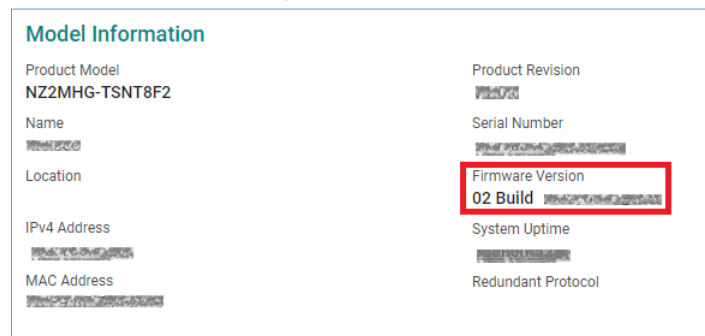 Model Information
Product Model
NZ2MHG-TSNT8F2
Product Revision
Name
Serial Number
Location
Firmware Version
02 Build
IPv4 Address
System Uptime
MAC Address
Redundant Protocol